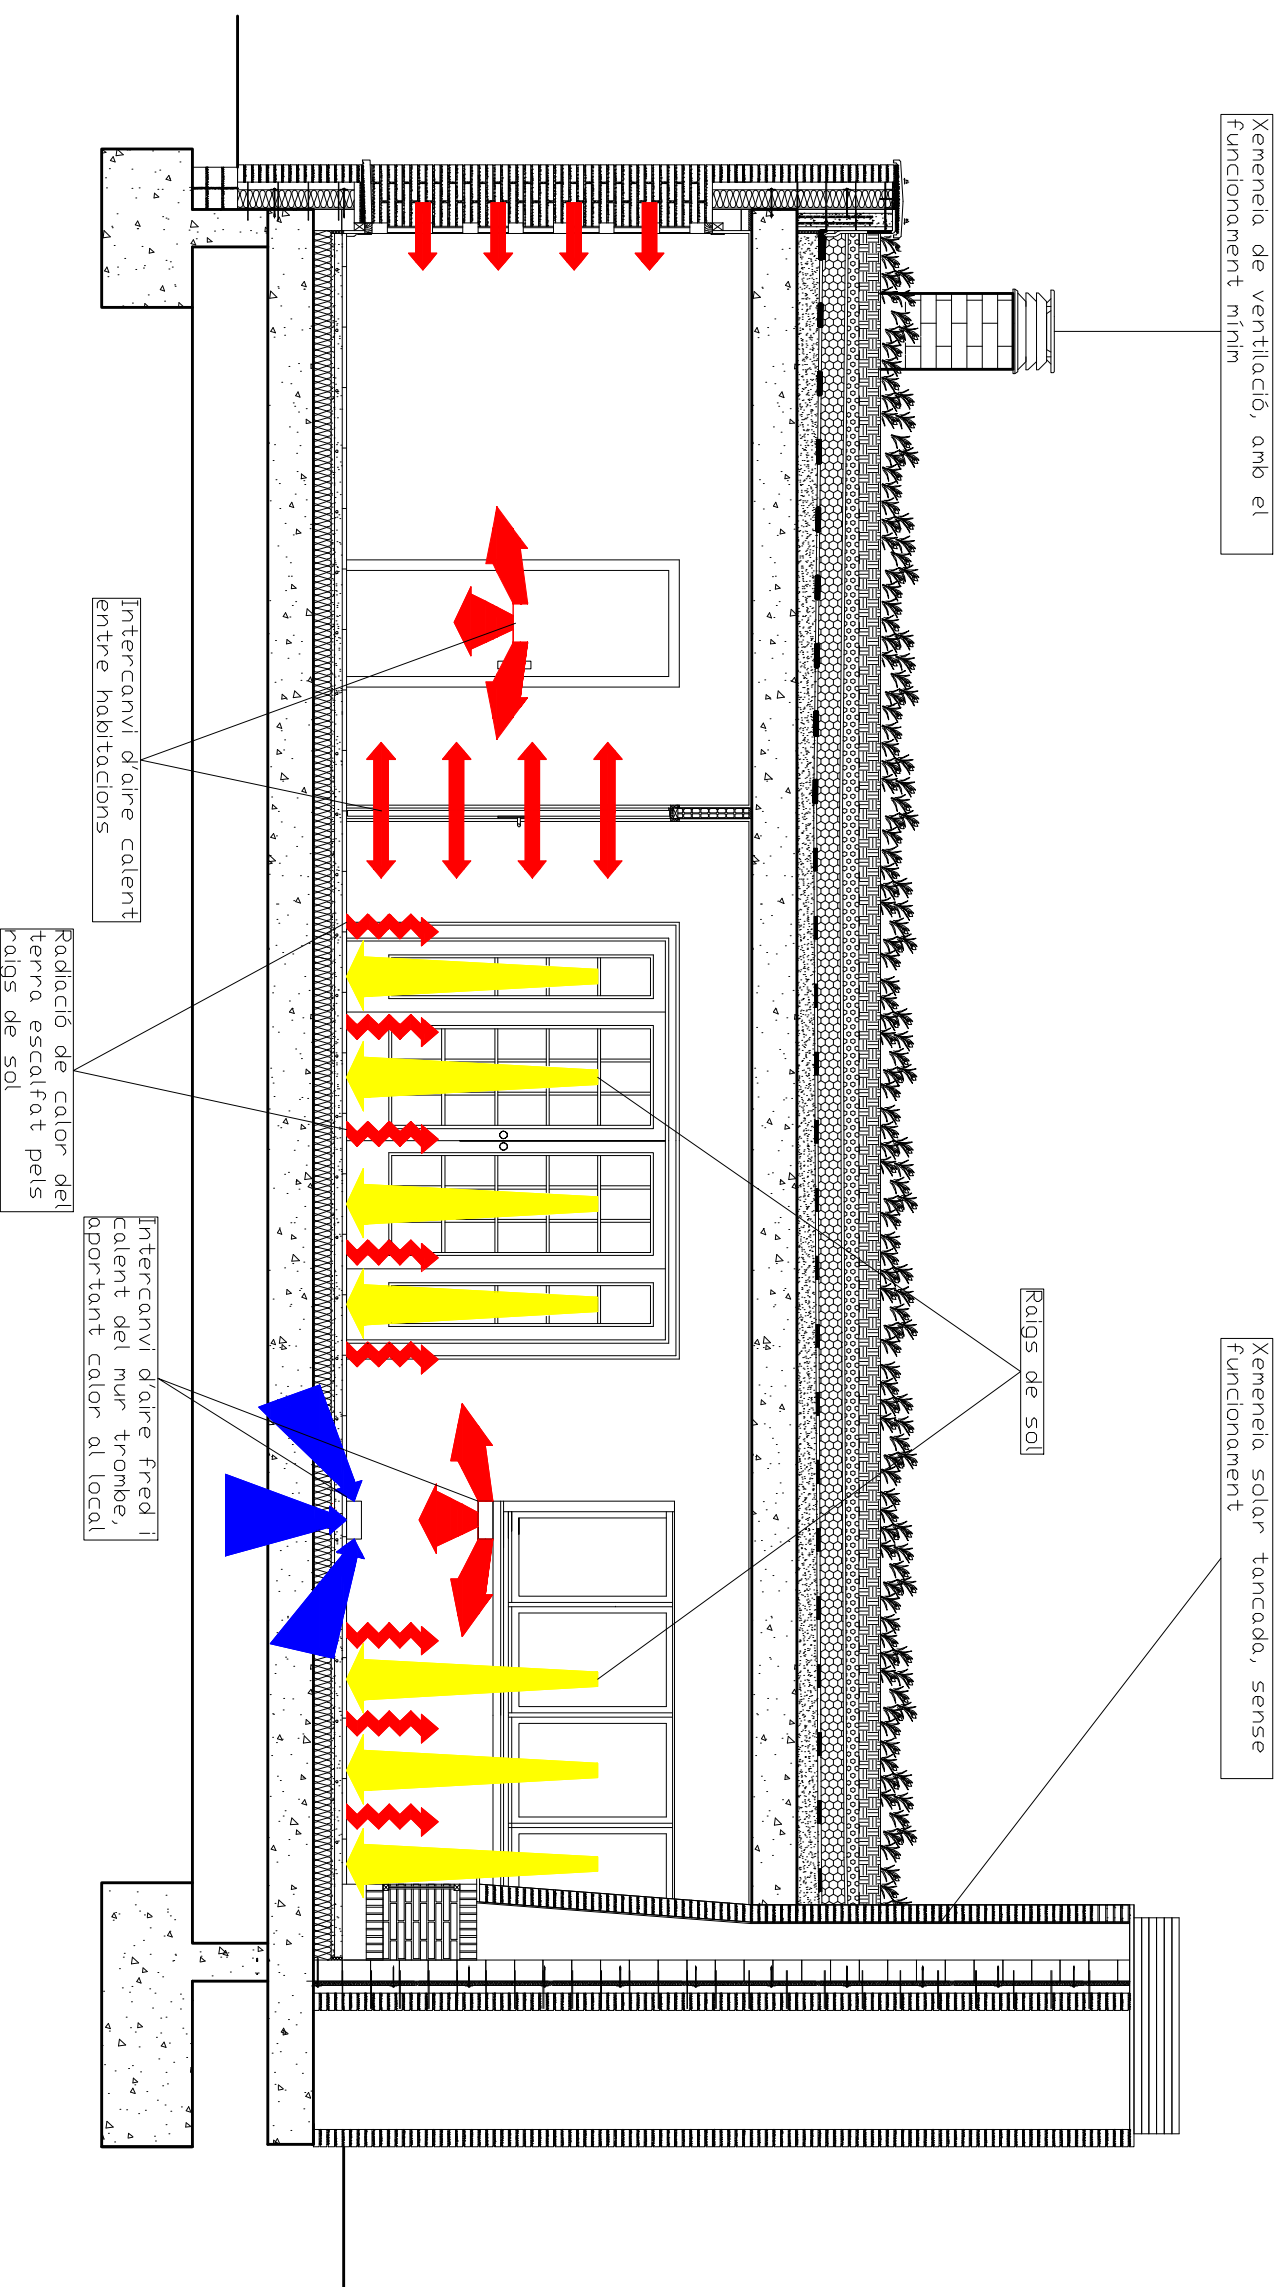 Xemeneia de ventilació, amb el
funcionament mínim
Xemeneia solar tancada, sense
funcionament
Raigs de sol
Intercanvi d'aire calent
entre habitacions
Radiació de calor del
terra escalfat pels
raigs de sol
Intercanvi d'aire fred i
calent del mur trombe,
aportant calor al local